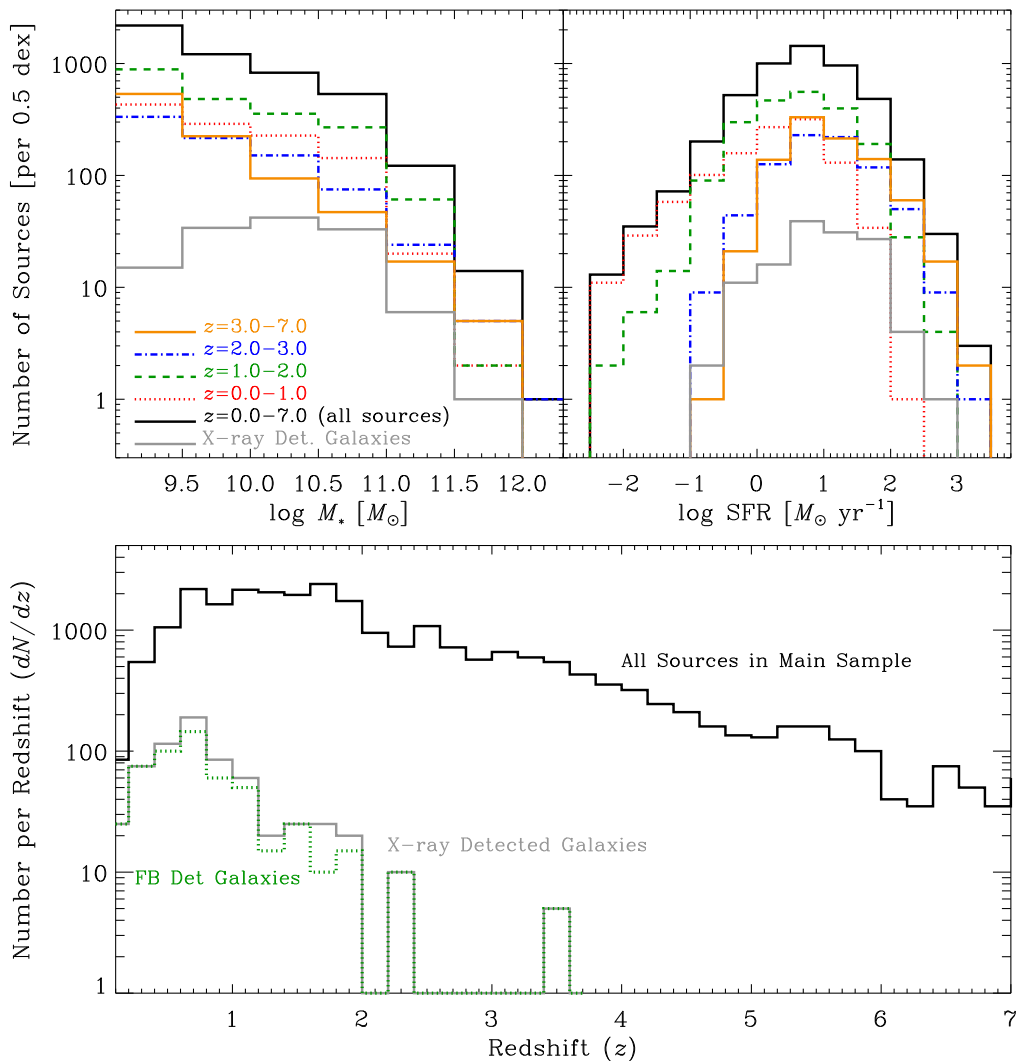 Number of Sources [per 0.5 dex]
1000
100
10
1
z=3.0−7.0
z=2.0−3.0
z=1.0−2.0
z=0.0−1.0
z=0.0−7.0 (all sources)
X−ray Det. Galaxies
9.5 10.0 10.5 11.0 11.5 12.0
log M* [M⊙]
−2 −1 0 1 2 3
log SFR [M⊙ yr−1]
Number per Redshift (dN/dz)
1000
100
10
1
All Sources in Main Sample
X−ray Detected Galaxies
FB Det Galaxies
1 2 3 4 5 6 7
Redshift (z)